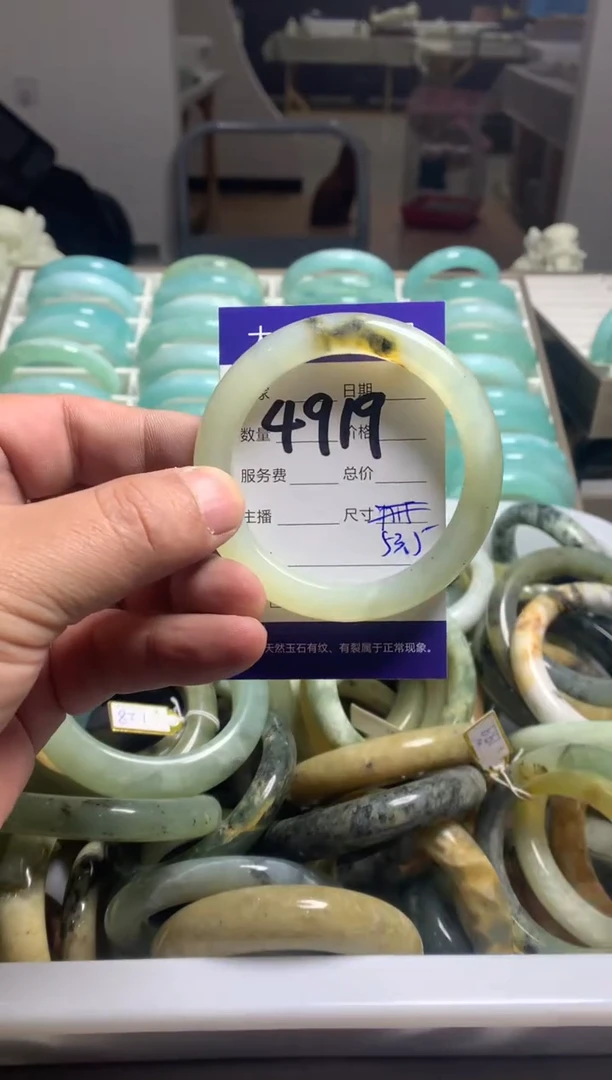 日期
4919
数量 价格
服务费 总价
主播 尺寸
53.5
天然玉石有纹、有裂属于正常现象。